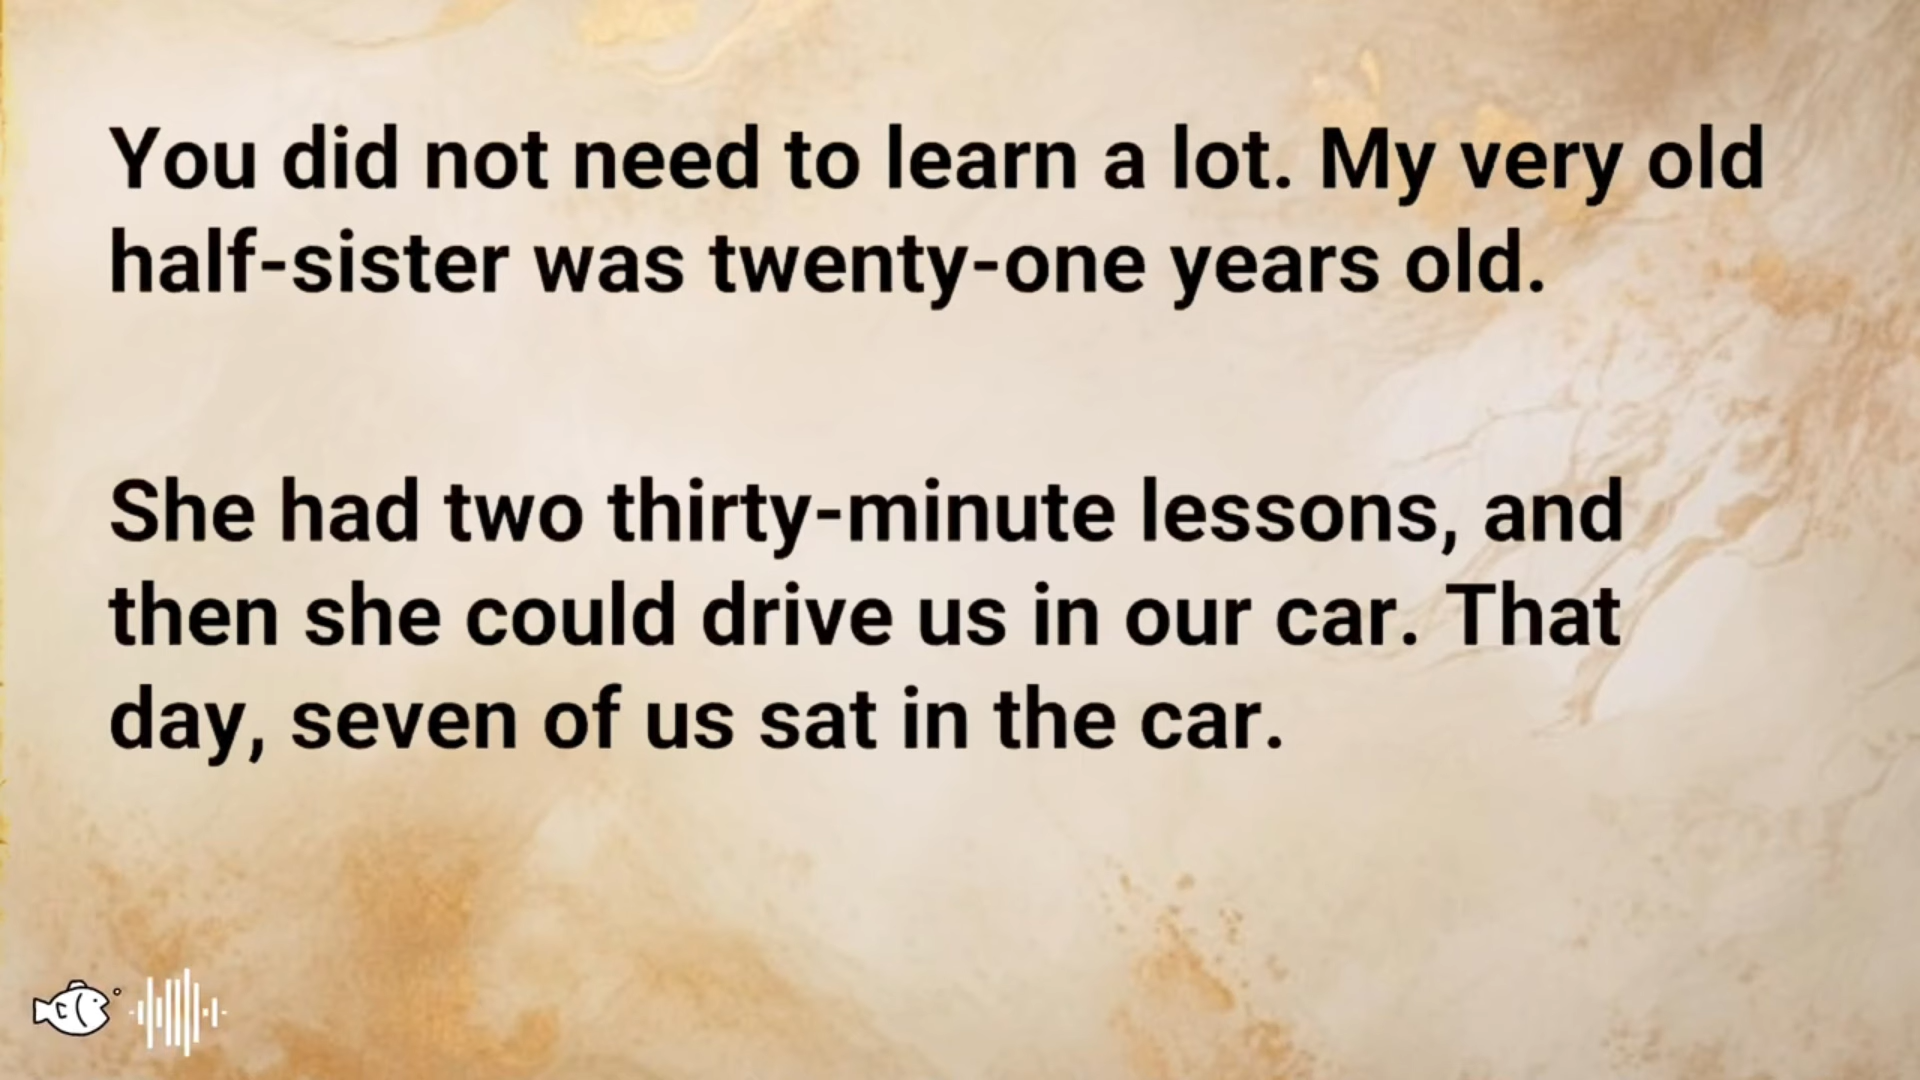 You did not need to learn a lot. My very old
half-sister was twenty-one years old.
She had two thirty-minute lessons, and
then she could drive us in our car. That
day, seven of us sat in the car.